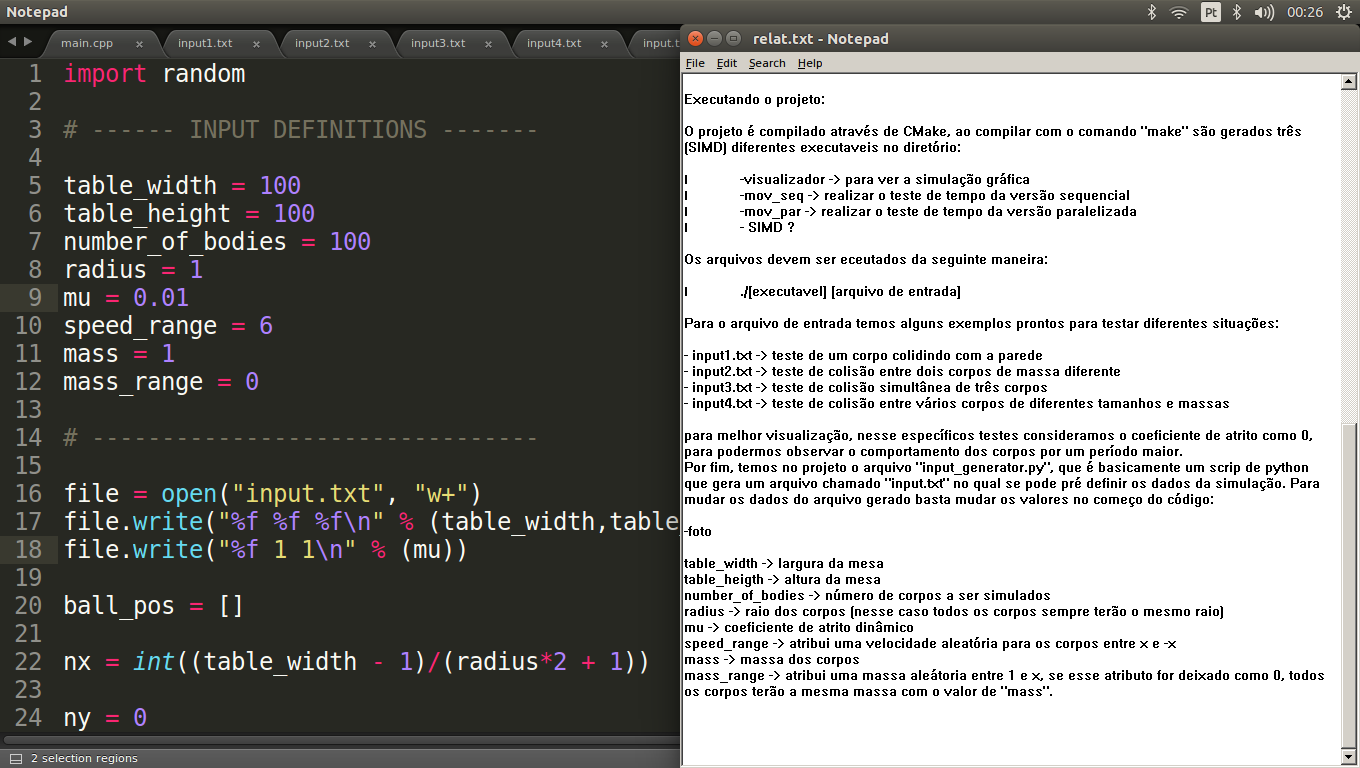 Notepad
Pt
00:26
main.cpp × input1.txt × input2.txt × input3.txt × input4.txt × input.t
1 import random
2
3 # ------ INPUT DEFINITIONS -------
4
5 table_width = 100
6 table_height = 100
7 number_of_bodies = 100
8 radius = 1
9 mu = 0.01
10 speed_range = 6
11 mass = 1
12 mass_range = 0
13
14 # --------------------------------
15
16 file = open("input.txt", "w+")
17 file.write("%f %f %f\n" % (table_width,table_
18 file.write("%f 1 1\n" % (mu))
19
20 ball_pos = []
21
22 nx = int((table_width - 1)/(radius*2 + 1))
23
24 ny = 0
2 selection regions
relat.txt - Notepad
File Edit Search Help
Executando o projeto:
O projeto é compilado através de CMake, ao compilar com o comando "make" são gerados três
(SIMD) diferentes executaveis no diretório:
| -visualizador -> para ver a simulação gráfica
| -mov_seq -> realizar o teste de tempo da versão sequencial
| -mov_par -> realizar o teste de tempo da versão paralelizada
| - SIMD ?
Os arquivos devem ser eceutados da seguinte maneira:
| ./[executavel] [arquivo de entrada]
Para o arquivo de entrada temos alguns exemplos prontos para testar diferentes situações:
- input1.txt -> teste de um corpo colidindo com a parede
- input2.txt -> teste de colisão entre dois corpos de massa diferente
- input3.txt -> teste de colisão simultânea de três corpos
- input4.txt -> teste de colisão entre vários corpos de diferentes tamanhos e massas
para melhor visualização, nesse específicos testes consideramos o coeficiente de atrito como 0,
para podermos observar o comportamento dos corpos por um período maior.
Por fim, temos no projeto o arquivo "input_generator.py", que é basicamente um scrip de python
que gera um arquivo chamado "input.txt" no qual se pode pré definir os dados da simulação. Para
mudar os dados do arquivo gerado basta mudar os valores no começo do código:
-foto
table_width -> largura da mesa
table_heigth -> altura da mesa
number_of_bodies -> número de corpos a ser simulados
radius -> raio dos corpos (nesse caso todos os corpos sempre terão o mesmo raio)
mu -> coeficiente de atrito dinâmico
speed_range -> atribui uma velocidade aleatória para os corpos entre x e -x
mass -> massa dos corpos
mass_range -> atribui uma massa aleátoria entre 1 e x, se esse atributo for deixado como 0, todos
os corpos terão a mesma massa com o valor de "mass".